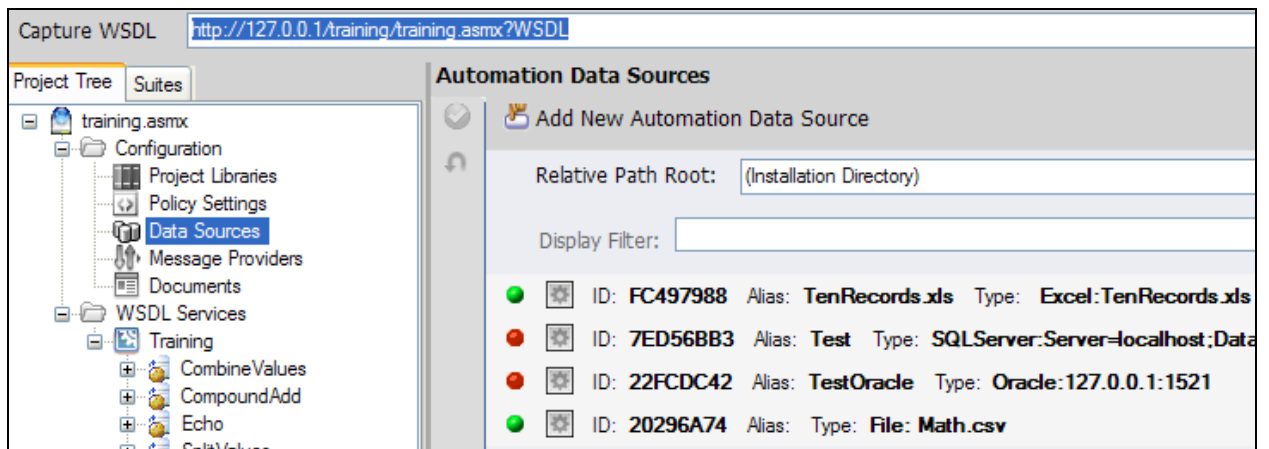 Capture WSDL http://127.0.0.1/training/training.asmx?WSDL
Project Tree Suites
training.asmx
Configuration
Project Libraries
Policy Settings
Data Sources
Message Providers
Documents
WSDL Services
Training
CombineValues
CompoundAdd
Echo
SplitValues
Automation Data Sources
Add New Automation Data Source
Relative Path Root: (Installation Directory)
Display Filter:
ID: FC497988 Alias: TenRecords.xls Type: Excel:TenRecords.xls
ID: 7ED56BB3 Alias: Test Type: SQLServer:Server=localhost;Data
ID: 22FCDC42 Alias: TestOracle Type: Oracle:127.0.0.1:1521
ID: 20296A74 Alias: Type: File: Math.csv